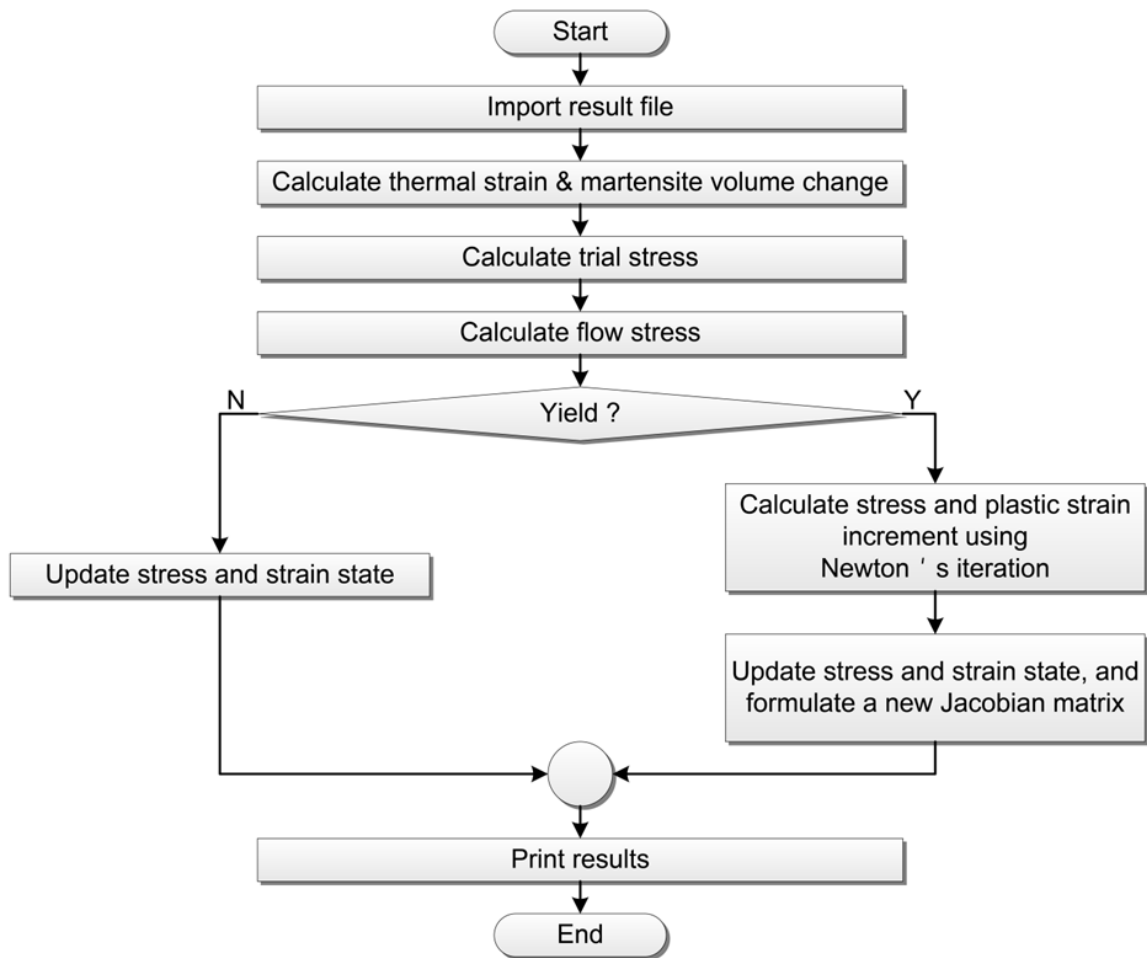 Start
Import result file
Calculate thermal strain & martensite volume change
Calculate trial stress
Calculate flow stress
N
Y
Yield ?
Calculate stress and plastic strain
increment using
Newton ′ s iteration
Update stress and strain state
Update stress and strain state, and
formulate a new Jacobian matrix
Print results
End